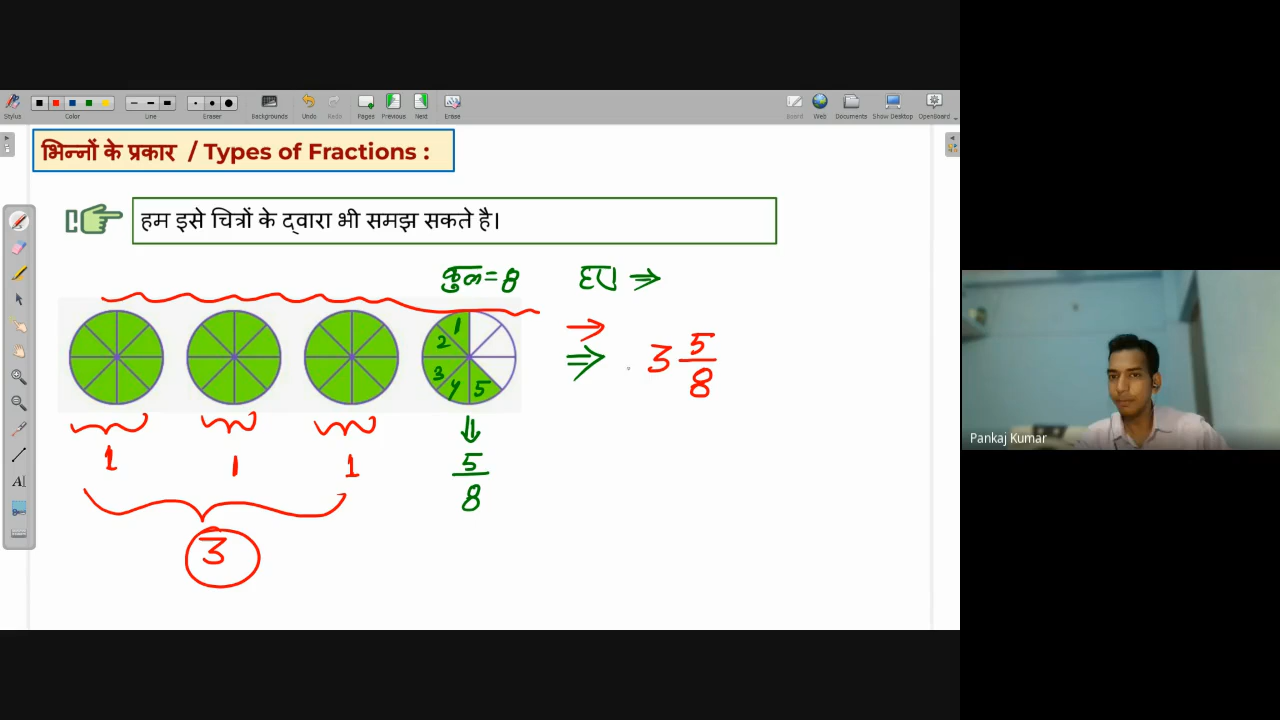 Stylus
Color
Line
Eraser
Backgrounds
Undo
Redo
Pages
Previous
Next
Erase
Board
Web
Documents
Show Desktop
OpenBoard
भिन्नों के प्रकार / Types of Fractions :
हम इसे चित्रों के द्वारा भी समझ सकते है।
कुल = 8
⇒
1
2
3
4
5
→
⇒ 3 5/8
1 1 1
⇓
5/8
3
Pankaj Kumar